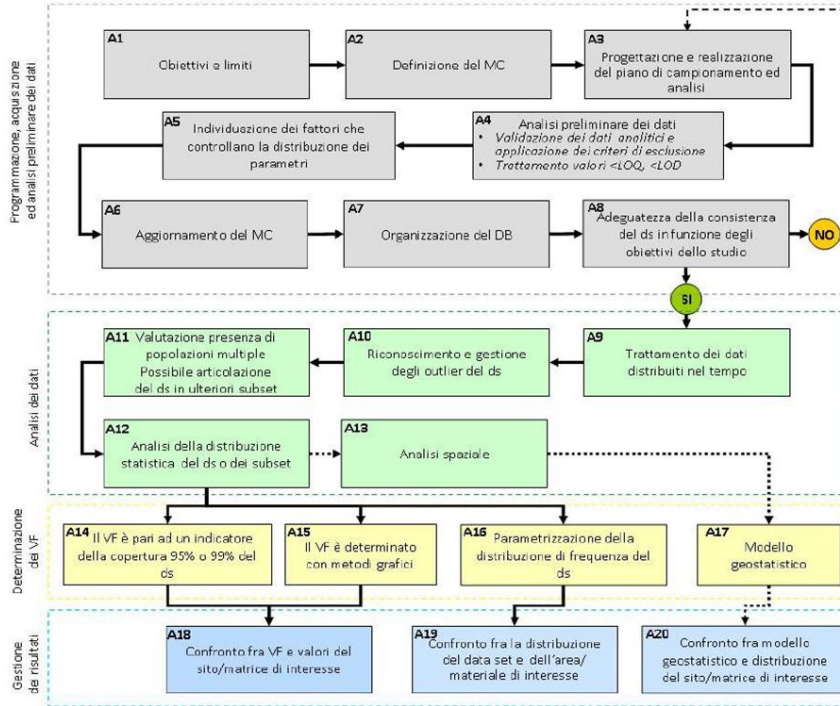 Programmazione, acquisizione
ed analisi preliminare dei dati
A1
Obiettivi e limiti
A2
Definizione del MC
A3
Progettazione e realizzazione
del piano di campionamento ed
analisi
A4
Analisi preliminare dei dati
• Validazione dei dati analitici e
applicazione dei criteri di esclusione
• Trattamento valori <LOQ, <LOD
A5
Individuazione dei fattori che
controllano la distribuzione dei
parametri
A6
Aggiornamento del MC
A7
Organizzazione del DB
A8
Adeguatezza della consistenza
del ds in funzione degli
obiettivi dello studio
NO
SI
Analisi dei dati
A9
Trattamento dei dati
distribuiti nel tempo
A10
Riconoscimento e gestione
degli outlier del ds
A11
Valutazione presenza di
popolazioni multiple
Possibile articolazione
del ds in ulteriori subset
A12
Analisi della distribuzione
statistica del ds o dei subset
A13
Analisi spaziale
Determinazione
dei VF
A14
Il VF è pari ad un indicatore
della copertura 95% o 99% del
ds
A15
Il VF è determinato
con metodi grafici
A16
Parametrizzazione della
distribuzione di frequenza del
ds
A17
Modello
geostatistico
Gestione
dei risultati
A18
Confronto fra VF e valori del
sito/matrice di interesse
A19
Confronto fra la distribuzione
del data set e dell'area/
materiale di interesse
A20
Confronto fra modello
geostatistico e distribuzione
del sito/matrice di interesse